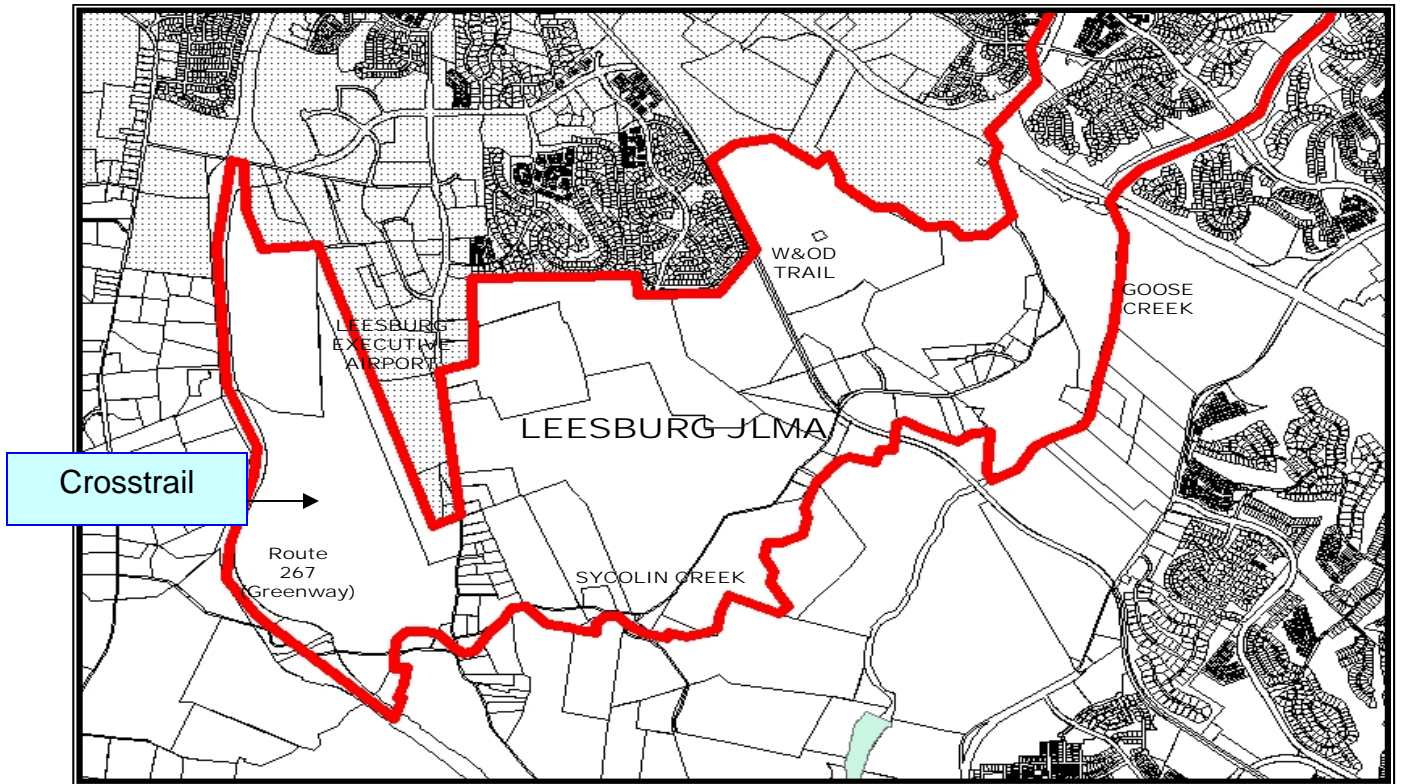 W&OD
TRAIL
GOOSE
CREEK
LEESBURG
EXECUTIVE
AIRPORT
LEESBURG JLMA
Crosstrail
Route
267
(Greenway)
SYCOLIN CREEK